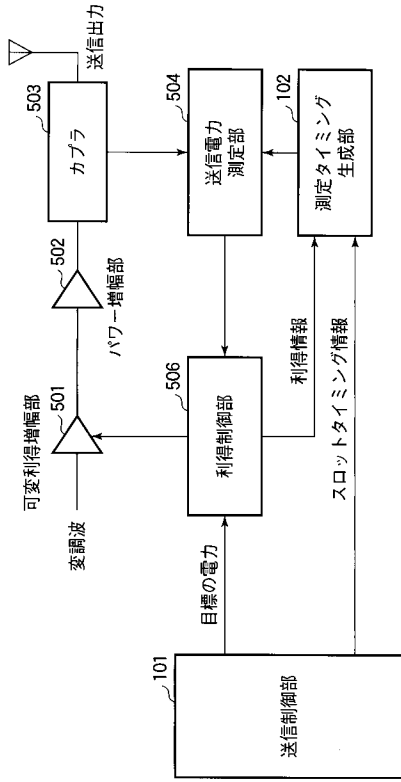 可変利得増幅部
変調波
501
502
パワー増幅部
503
カプラ
送信出力
506
利得制御部
504
送信電力
測定部
目標の電力
利得情報
102
測定タイミング
生成部
101
送信制御部
スロットタイミング情報